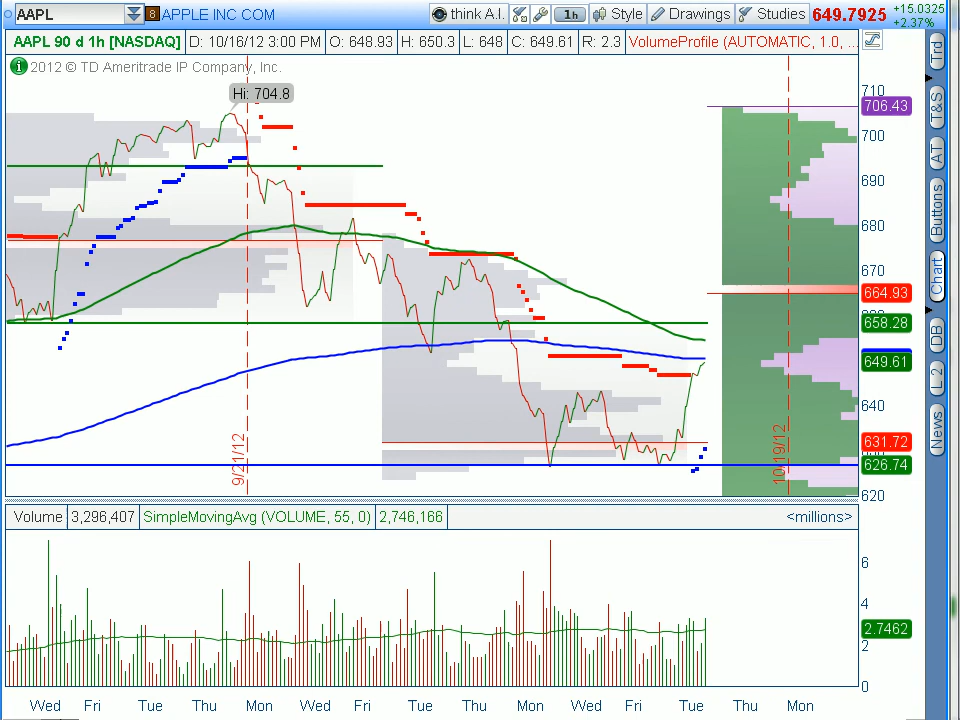 AAPL 8 APPLE INC COM think A.I. 1h Style Drawings Studies 649.7925 +15.0325
+2.37%
AAPL 90 d 1h [NASDAQ] D: 10/16/12 3:00 PM O: 648.93 H: 650.3 L: 648 C: 649.61 R: 2.3 VolumeProfile (AUTOMATIC, 1.0, ...
i 2012 © TD Ameritrade IP Company, Inc.
Hi: 704.8
710
706.43
700
690
680
670
664.93
658.28
649.61
640
631.72
626.74
620
9/21/12
10/19/12
Trd
T&S
AT
Buttons
Chart
DB
L 2
News
Volume 3,296,407 SimpleMovingAvg (VOLUME, 55, 0) 2,746,166 <millions>
6
4
2.7462
2
0
Wed Fri Tue Thu Mon Wed Fri Tue Thu Mon Wed Fri Tue Thu Mon